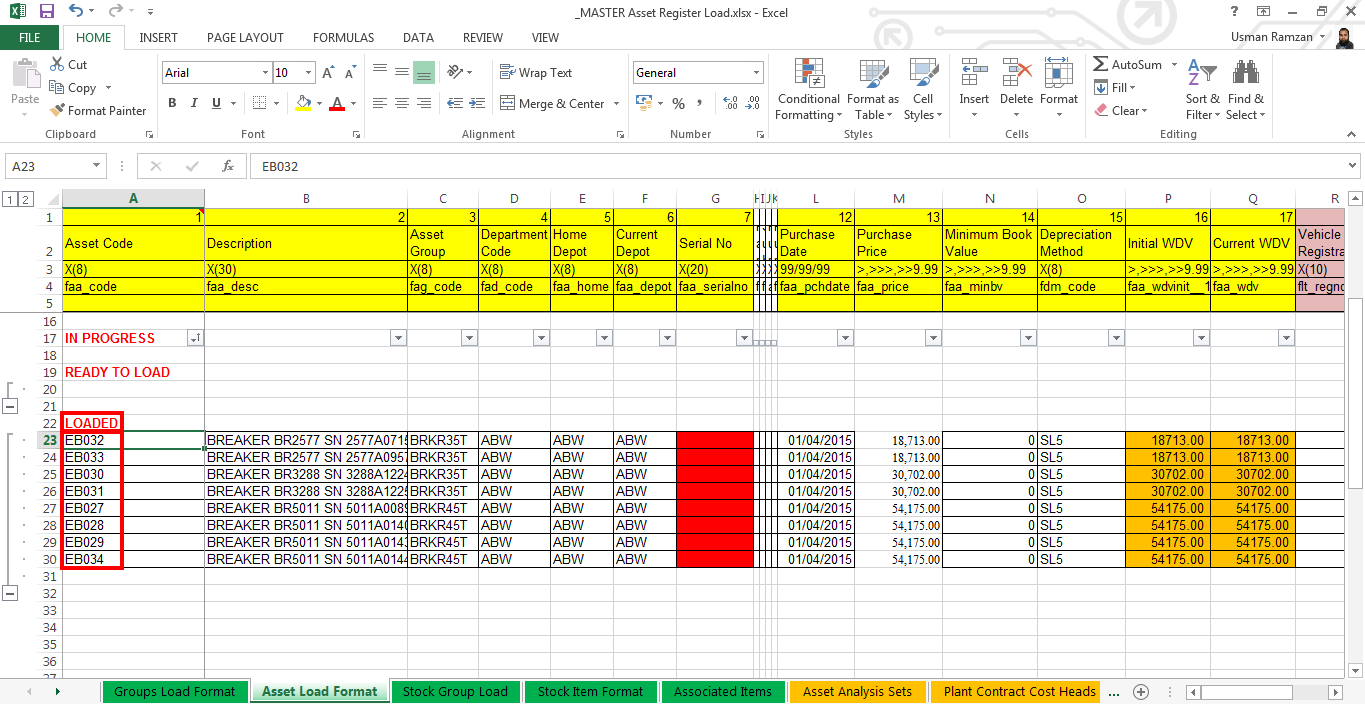 _MASTER Asset Register Load.xlsx - Excel
FILE HOME INSERT PAGE LAYOUT FORMULAS DATA REVIEW VIEW Usman Ramzan
Paste Cut Copy Format Painter
Arial 10 Wrap Text General
B I U Merge & Center %
Conditional Formatting Format as Table Cell Styles Insert Delete Format AutoSum Fill Clear Sort & Filter Find & Select
Clipboard Font Alignment Number Styles Cells Editing
A23 fx EB032
1 2 A B C D E F G H I J K L M N O P Q R
1 1 2 3 4 5 6 7 12 13 14 15 16 17
2 Asset Code Description Asset Group Department Code Home Depot Current Depot Serial No Purchase Date Purchase Price Minimum Book Value Depreciation Method Initial WDV Current WDV Vehicle Registra
3 X(8) X(30) X(8) X(8) X(8) X(8) X(20) 99/99/99 >,>>>,>>9.99 >,>>>,>>9.99 X(8) >,>>>,>>9.99 >,>>>,>>9.99 X(10)
4 faa_code faa_desc fag_code fad_code faa_home faa_depot faa_serialno faa_pchdate faa_price faa_minbv fdm_code faa_wdvinit__1 faa_wdv flt_regno
5
16
17 IN PROGRESS
18
19 READY TO LOAD
20
21
22 LOADED
23 EB032 BREAKER BR2577 SN 2577A0715 BRKR35T ABW ABW ABW 01/04/2015 18,713.00 0 SL5 18713.00 18713.00
24 EB033 BREAKER BR2577 SN 2577A0957 BRKR35T ABW ABW ABW 01/04/2015 18,713.00 0 SL5 18713.00 18713.00
25 EB030 BREAKER BR3288 SN 3288A1224 BRKR35T ABW ABW ABW 01/04/2015 30,702.00 0 SL5 30702.00 30702.00
26 EB031 BREAKER BR3288 SN 3288A1225 BRKR35T ABW ABW ABW 01/04/2015 30,702.00 0 SL5 30702.00 30702.00
27 EB027 BREAKER BR5011 SN 5011A0085 BRKR45T ABW ABW ABW 01/04/2015 54,175.00 0 SL5 54175.00 54175.00
28 EB028 BREAKER BR5011 SN 5011A0140 BRKR45T ABW ABW ABW 01/04/2015 54,175.00 0 SL5 54175.00 54175.00
29 EB029 BREAKER BR5011 SN 5011A0143 BRKR45T ABW ABW ABW 01/04/2015 54,175.00 0 SL5 54175.00 54175.00
30 EB034 BREAKER BR5011 SN 5011A0144 BRKR45T ABW ABW ABW 01/04/2015 54,175.00 0 SL5 54175.00 54175.00
31
32
33
34
35
36
Groups Load Format Asset Load Format Stock Group Load Stock Item Format Associated Items Asset Analysis Sets Plant Contract Cost Heads ...